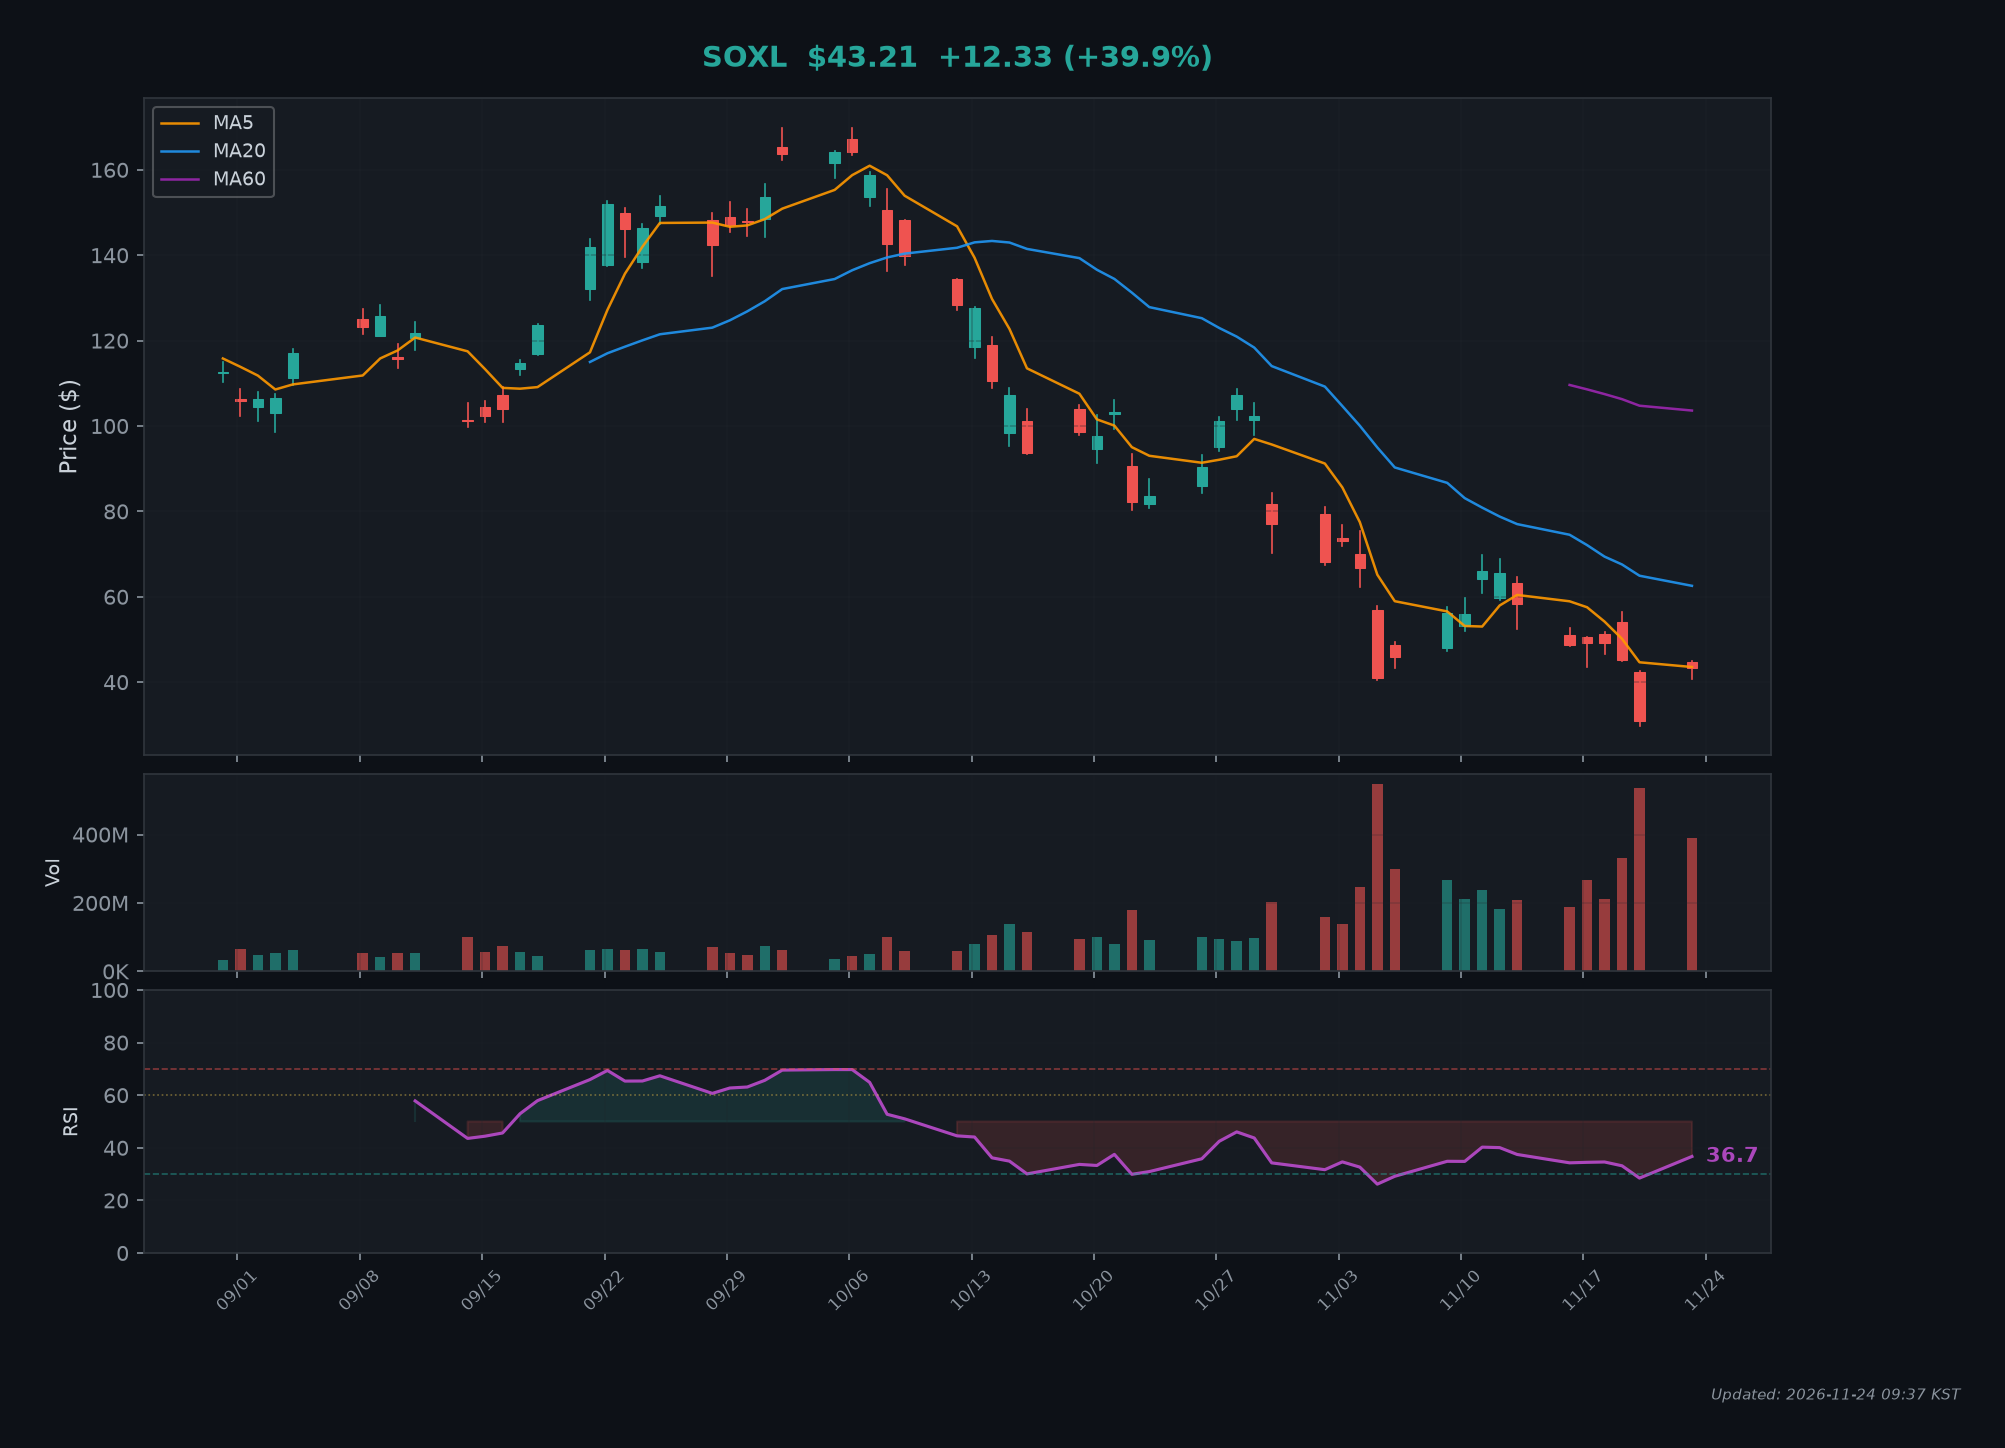 SOXL $43.21 +12.33 (+39.9%)
MA5
MA20
MA60
Price ($)
160
140
120
100
80
60
40
Vol
400M
200M
0K
RSI
100
80
60
40
20
0
36.7
09/01 09/08 09/15 09/22 09/29 10/06 10/13 10/20 10/27 11/03 11/10 11/17 11/24
Updated: 2026-11-24 09:37 KST